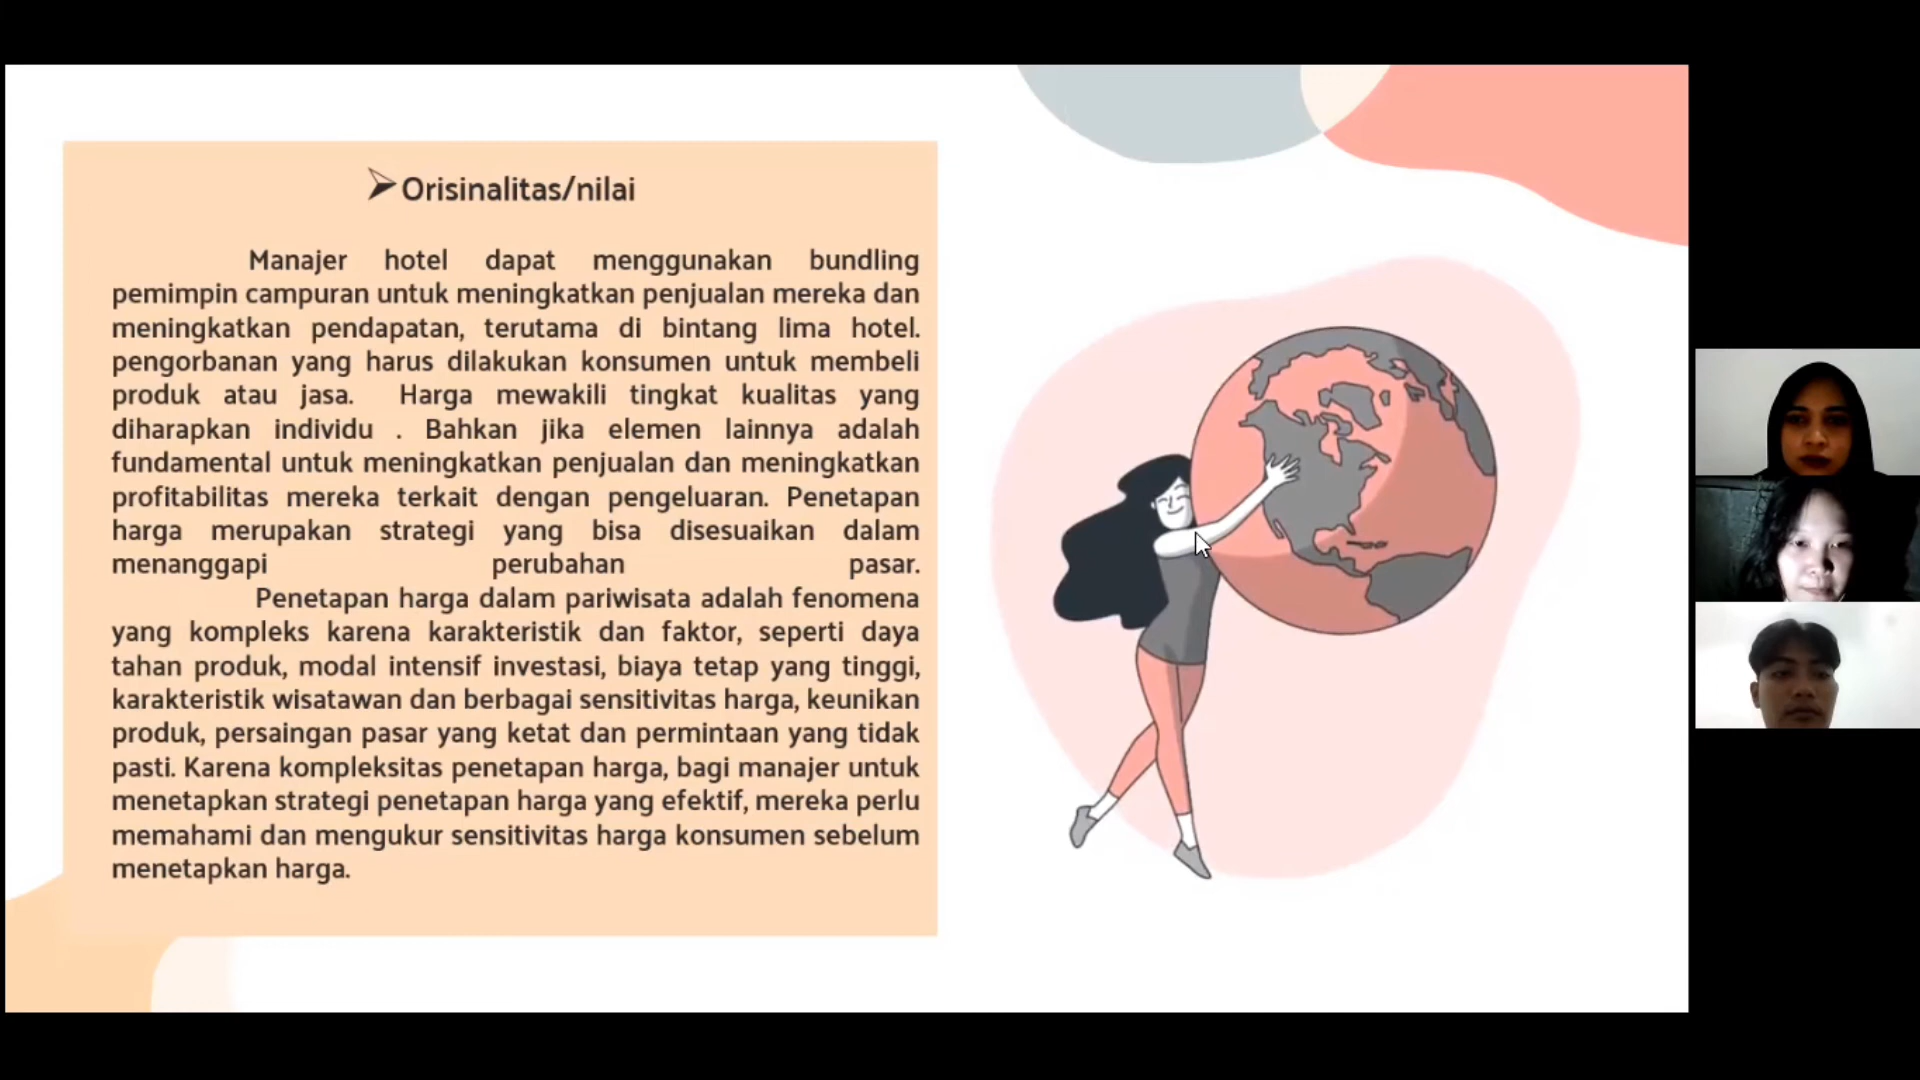 Orisinalitas/nilai
Manajer hotel dapat menggunakan bundling
pemimpin campuran untuk meningkatkan penjualan mereka dan
meningkatkan pendapatan, terutama di bintang lima hotel.
pengorbanan yang harus dilakukan konsumen untuk membeli
produk atau jasa. Harga mewakili tingkat kualitas yang
diharapkan individu . Bahkan jika elemen lainnya adalah
fundamental untuk meningkatkan penjualan dan meningkatkan
profitabilitas mereka terkait dengan pengeluaran. Penetapan
harga merupakan strategi yang bisa disesuaikan dalam
menanggapi perubahan pasar.
Penetapan harga dalam pariwisata adalah fenomena
yang kompleks karena karakteristik dan faktor, seperti daya
tahan produk, modal intensif investasi, biaya tetap yang tinggi,
karakteristik wisatawan dan berbagai sensitivitas harga, keunikan
produk, persaingan pasar yang ketat dan permintaan yang tidak
pasti. Karena kompleksitas penetapan harga, bagi manajer untuk
menetapkan strategi penetapan harga yang efektif, mereka perlu
memahami dan mengukur sensitivitas harga konsumen sebelum
menetapkan harga.